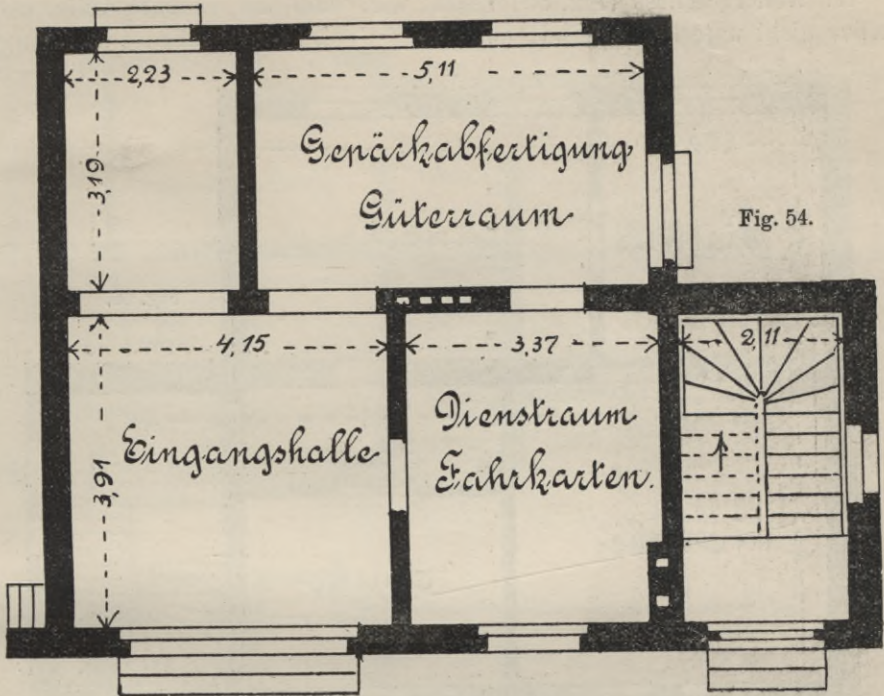 2,23
5,11
3,19
Gepäckabfertigung
Güterraum
Fig. 54.
4,15
3,37
2,11
3,91
Eingangshalle
Dienstraum
Fahrkarten.